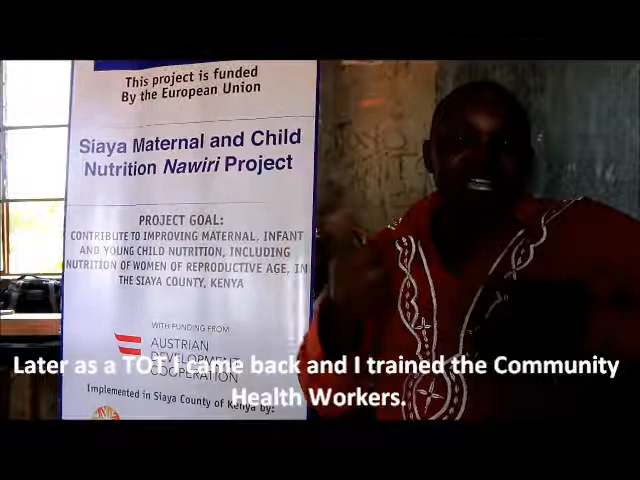 This project is funded
By the European Union
Siaya Maternal and Child
Nutrition Nawiri Project
PROJECT GOAL:
CONTRIBUTE TO IMPROVING MATERNAL, INFANT
AND YOUNG CHILD NUTRITION, INCLUDING
NUTRITION OF WOMEN OF REPRODUCTIVE AGE, IN
THE SIAYA COUNTY, KENYA
WITH FUNDING FROM
AUSTRIAN
DEVELOPMENT
COOPERATION
Implemented in Siaya County of Kenya by:
Later as a TOT I came back and I trained the Community
Health Workers.